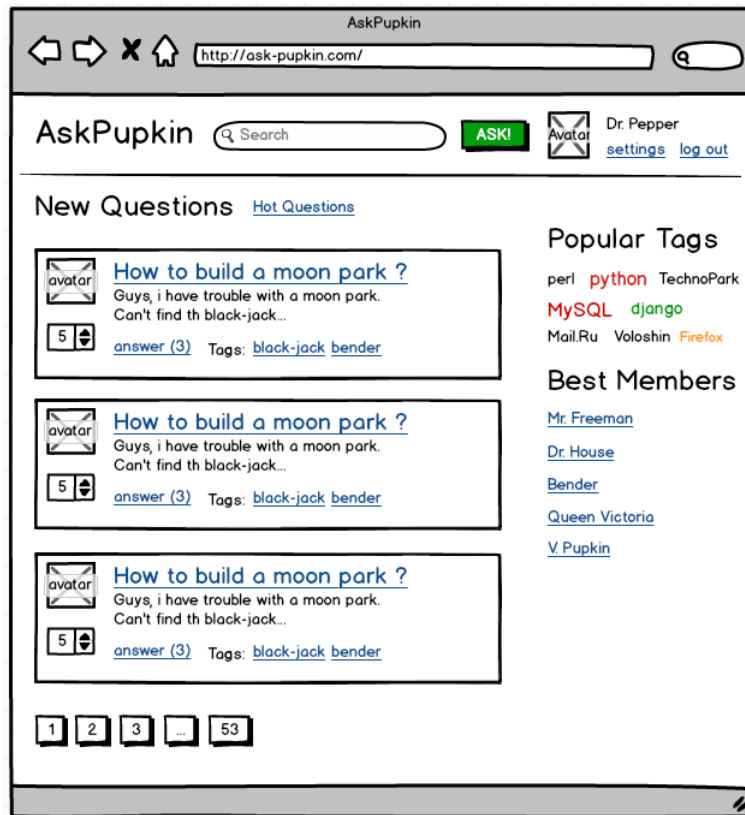 AskPupkin
http://ask-pupkin.com/
AskPupkin
Search
ASK!
Avatar
Dr. Pepper
settings log out
New Questions Hot Questions
avatar
How to build a moon park ?
Guys, i have trouble with a moon park.
Can't find th black-jack...
5
answer (3) Tags: black-jack bender
avatar
How to build a moon park ?
Guys, i have trouble with a moon park.
Can't find th black-jack...
5
answer (3) Tags: black-jack bender
avatar
How to build a moon park ?
Guys, i have trouble with a moon park.
Can't find th black-jack...
5
answer (3) Tags: black-jack bender
1 2 3 ... 53
Popular Tags
perl python TechnoPark
MySQL django
Mail.Ru Voloshin Firefox
Best Members
Mr. Freeman
Dr. House
Bender
Queen Victoria
V. Pupkin